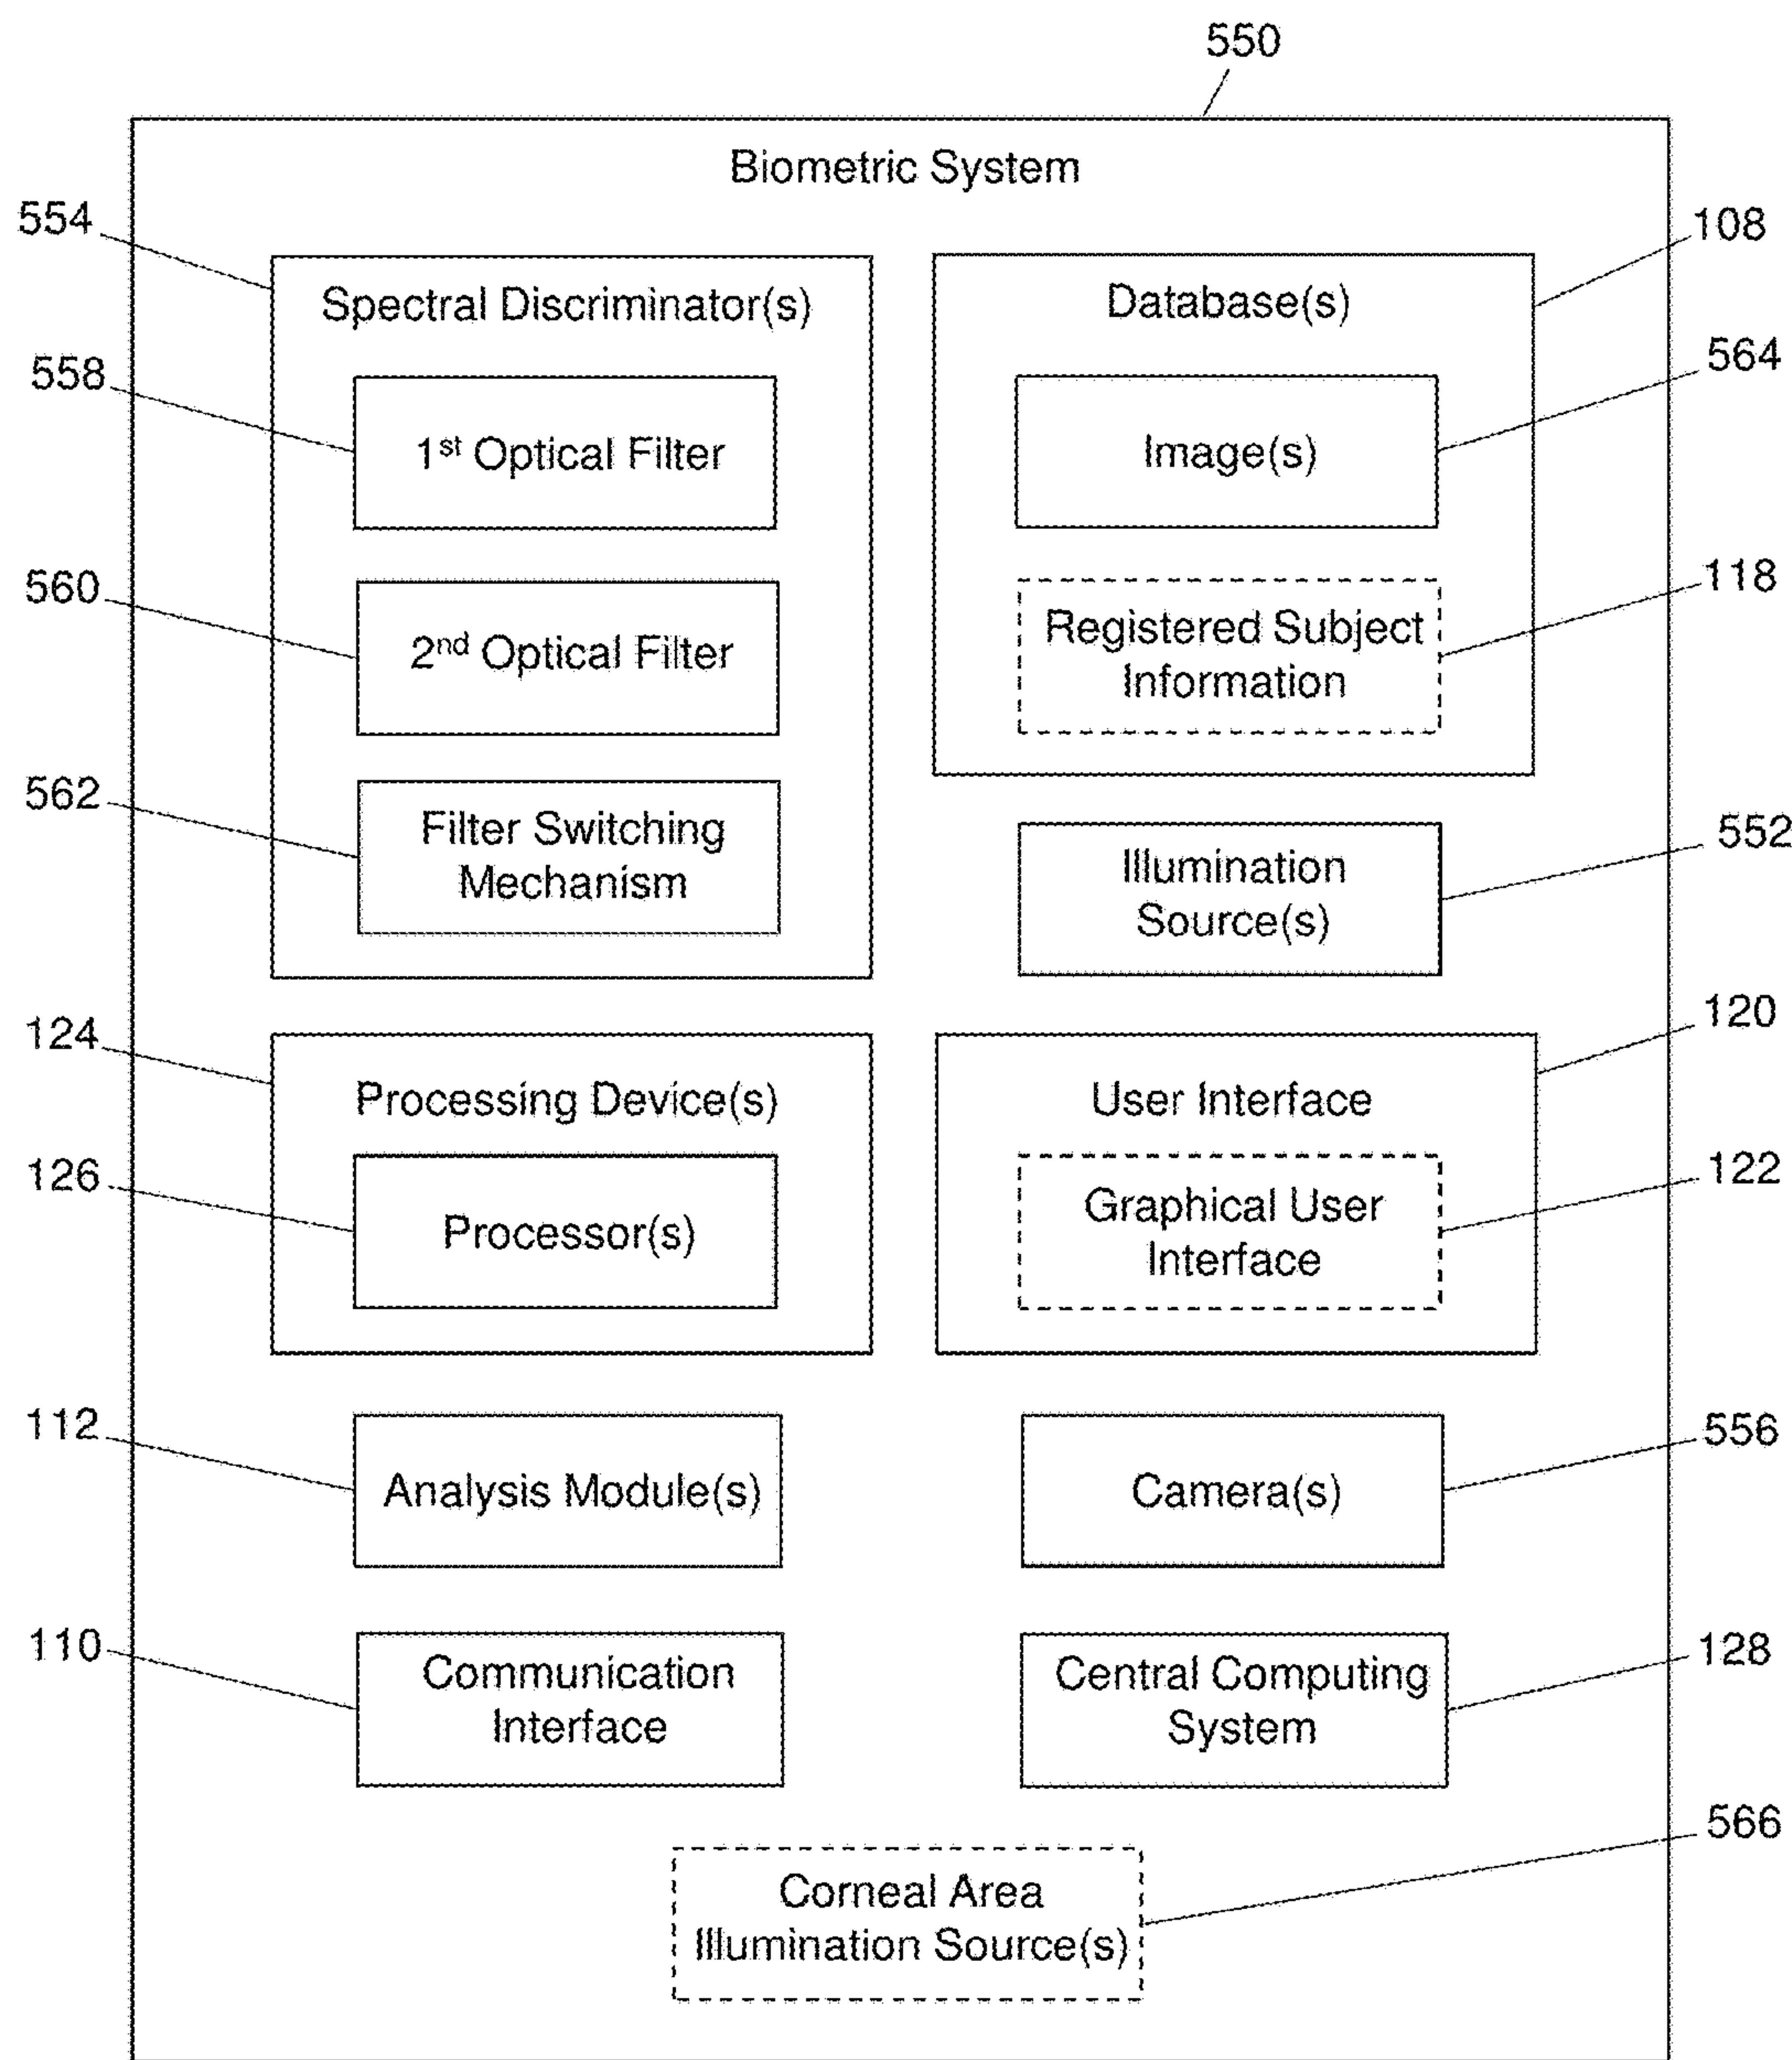 550
Biometric System
554
Spectral Discriminator(s)
558
1st Optical Filter
560
2nd Optical Filter
562
Filter Switching
Mechanism
108
Database(s)
564
Image(s)
118
Registered Subject
Information
552
Illumination
Source(s)
124
Processing Device(s)
126
Processor(s)
120
User Interface
122
Graphical User
Interface
112
Analysis Module(s)
556
Camera(s)
110
Communication
Interface
128
Central Computing
System
566
Corneal Area
Illumination Source(s)